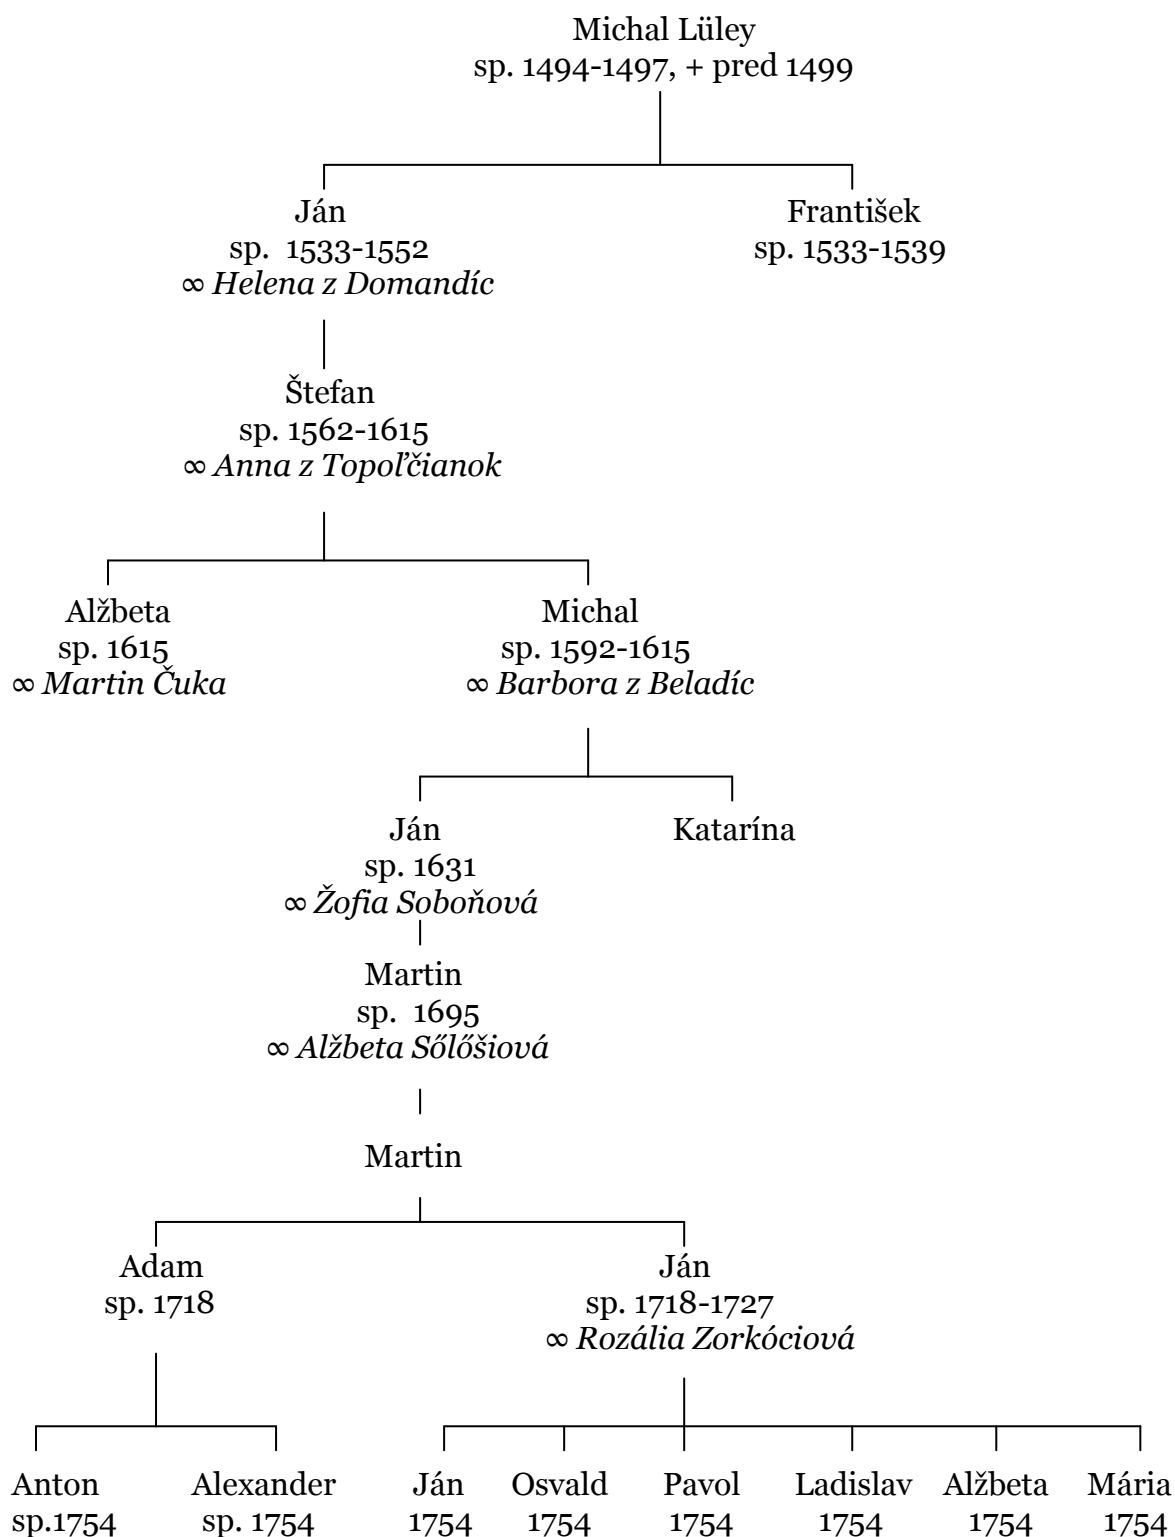 Michal Lüley
sp. 1494-1497, + pred 1499
Ján
sp. 1533-1552
∞ Helena z Domandíc
František
sp. 1533-1539
Štefan
sp. 1562-1615
∞ Anna z Topoľčianok
Alžbeta
sp. 1615
∞ Martin Čuka
Michal
sp. 1592-1615
∞ Barbora z Beladíc
Ján
sp. 1631
∞ Žofia Soboňová
Katarína
Martin
sp. 1695
∞ Alžbeta Sőlőšiová
Martin
Adam
sp. 1718
Ján
sp. 1718-1727
∞ Rozália Zorkóciová
Anton
sp.1754
Alexander
sp. 1754
Ján
1754
Osvald
1754
Pavol
1754
Ladislav
1754
Alžbeta
1754
Mária
1754